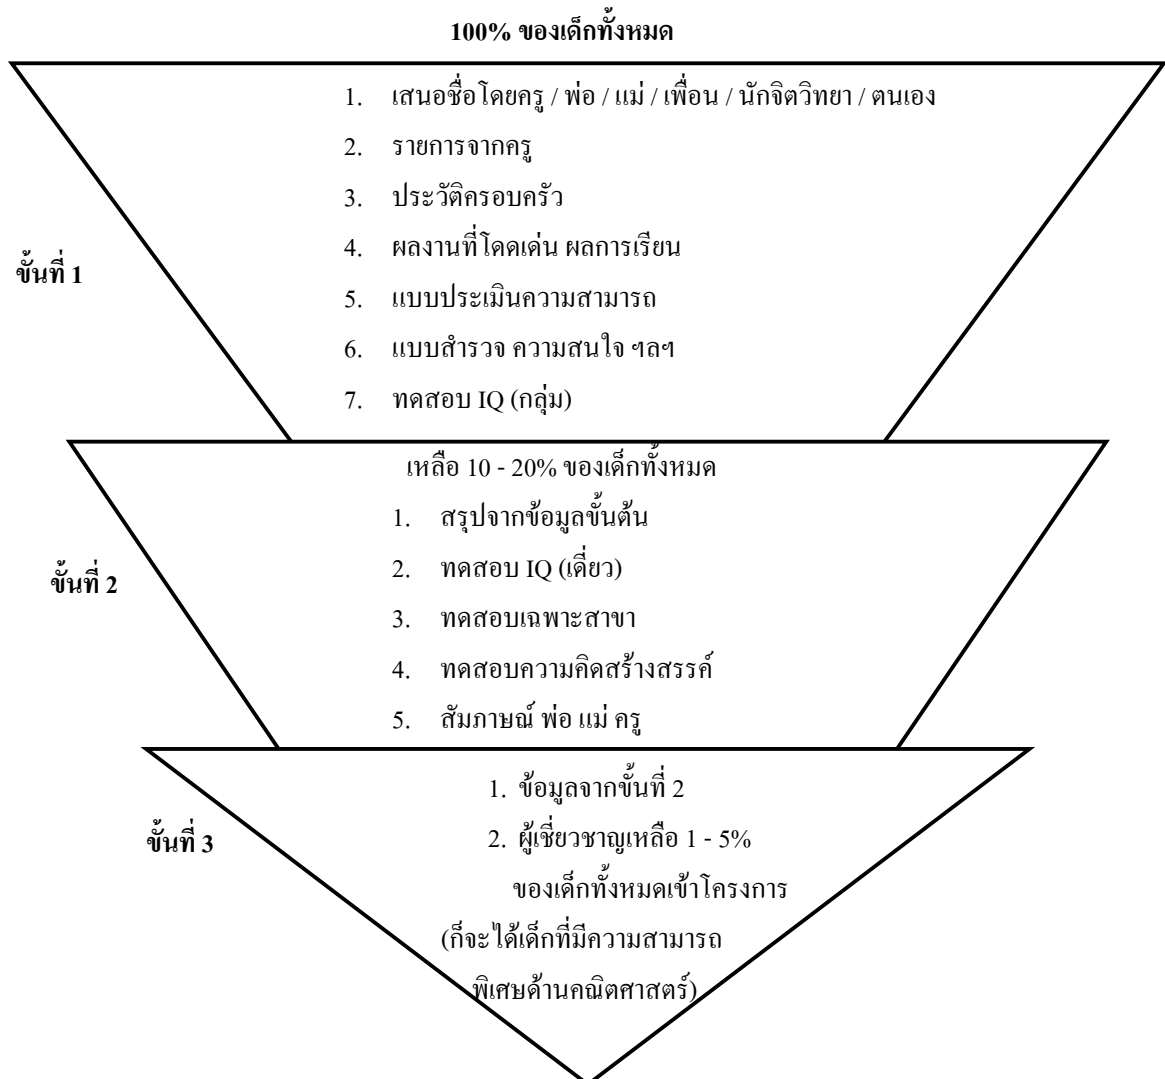 100% ของเด็กทั้งหมด
1. เสนอชื่อโดยครู / พ่อ / แม่ / เพื่อน / นักจิตวิทยา / ตนเอง
2. รายการจากครู
3. ประวัติครอบครัว
4. ผลงานที่โดดเด่น ผลการเรียน
ขั้นที่ 1
5. แบบประเมินความสามารถ
6. แบบสำรวจ ความสนใจ ฯลฯ
7. ทดสอบ IQ (กลุ่ม)
เหลือ 10 - 20% ของเด็กทั้งหมด
1. สรุปจากข้อมูลขั้นต้น
2. ทดสอบ IQ (เดี่ยว)
ขั้นที่ 2
3. ทดสอบเฉพาะสาขา
4. ทดสอบความคิดสร้างสรรค์
5. สัมภาษณ์ พ่อ แม่ ครู
1. ข้อมูลจากขั้นที่ 2
2. ผู้เชี่ยวชาญเหลือ 1 - 5%
ขั้นที่ 3
ของเด็กทั้งหมดเข้าโครงการ
(ก็จะได้เด็กที่มีความสามารถ
พิเศษด้านคณิตศาสตร์)